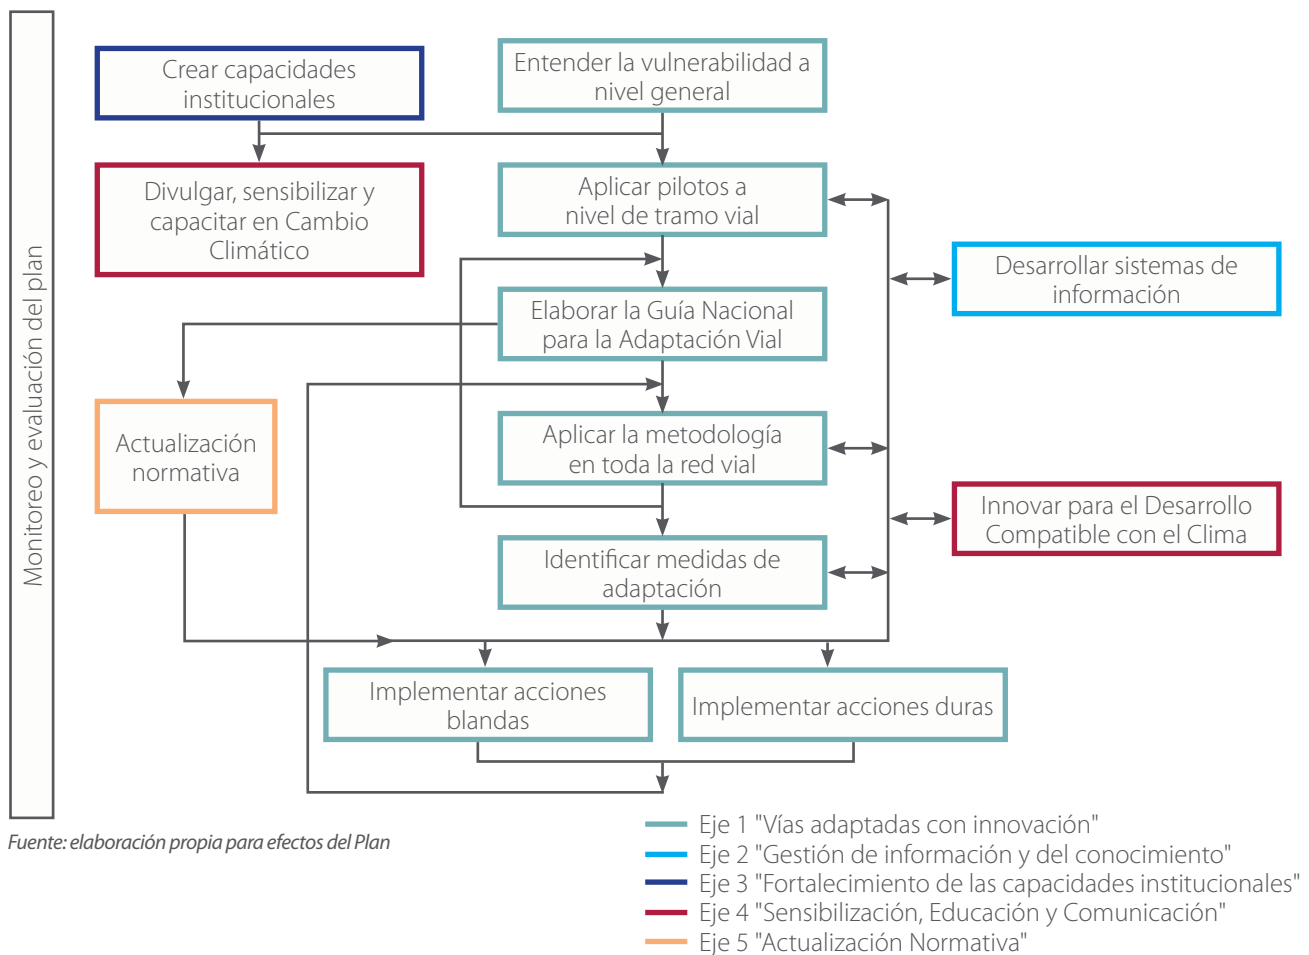 Monitoreo y evaluación del plan
Crear capacidades
institucionales
Entender la vulnerabilidad a
nivel general
Divulgar, sensibilizar y
capacitar en Cambio
Climático
Aplicar pilotos a
nivel de tramo vial
Desarrollar sistemas de
información
Elaborar la Guía Nacional
para la Adaptación Vial
Actualización
normativa
Aplicar la metodología
en toda la red vial
Innovar para el Desarrollo
Compatible con el Clima
Identificar medidas de
adaptación
Implementar acciones
blandas
Implementar acciones duras
Fuente: elaboración propia para efectos del Plan
Eje 1 "Vías adaptadas con innovación"
Eje 2 "Gestión de información y del conocimiento"
Eje 3 "Fortalecimiento de las capacidades institucionales"
Eje 4 "Sensibilización, Educación y Comunicación"
Eje 5 "Actualización Normativa"